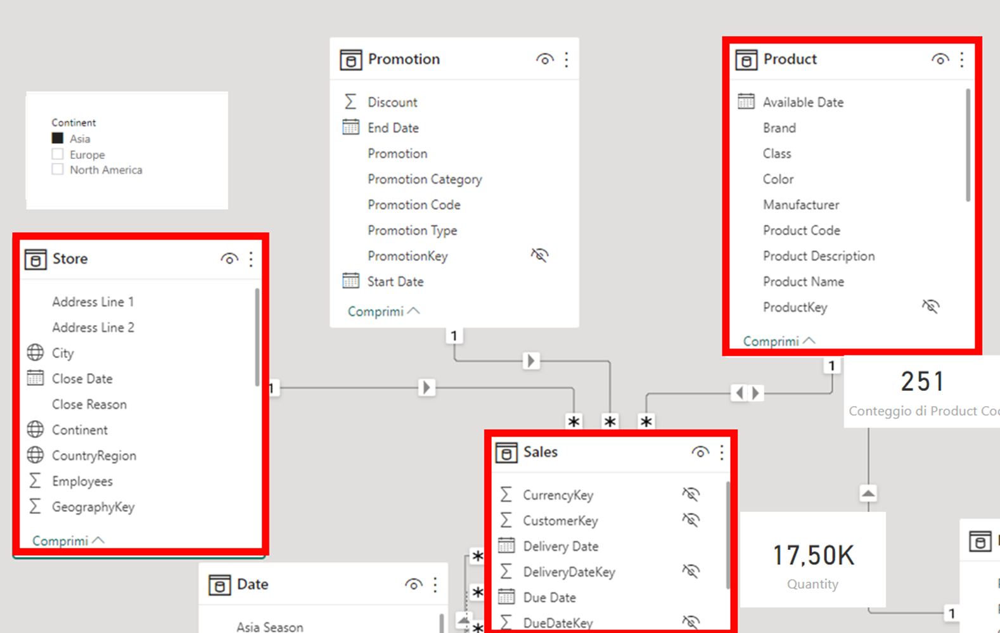 Promotion
Discount
End Date
Promotion
Promotion Category
Promotion Code
Promotion Type
PromotionKey
Start Date
Comprimi
1
Product
Available Date
Brand
Class
Color
Manufacturer
Product Code
Product Description
Product Name
ProductKey
Comprimi
1
251
Conteggio di Product
Continent
Asia
Europe
North America
Store
Address Line 1
Address Line 2
City
Close Date
Close Reason
Continent
CountryRegion
Employees
GeographyKey
Comprimi
1
* * *
Sales
CurrencyKey
CustomerKey
Delivery Date
DeliveryDateKey
Due Date
DueDateKey
*
*
*
17,50K
Quantity
1
Date
Asia Season